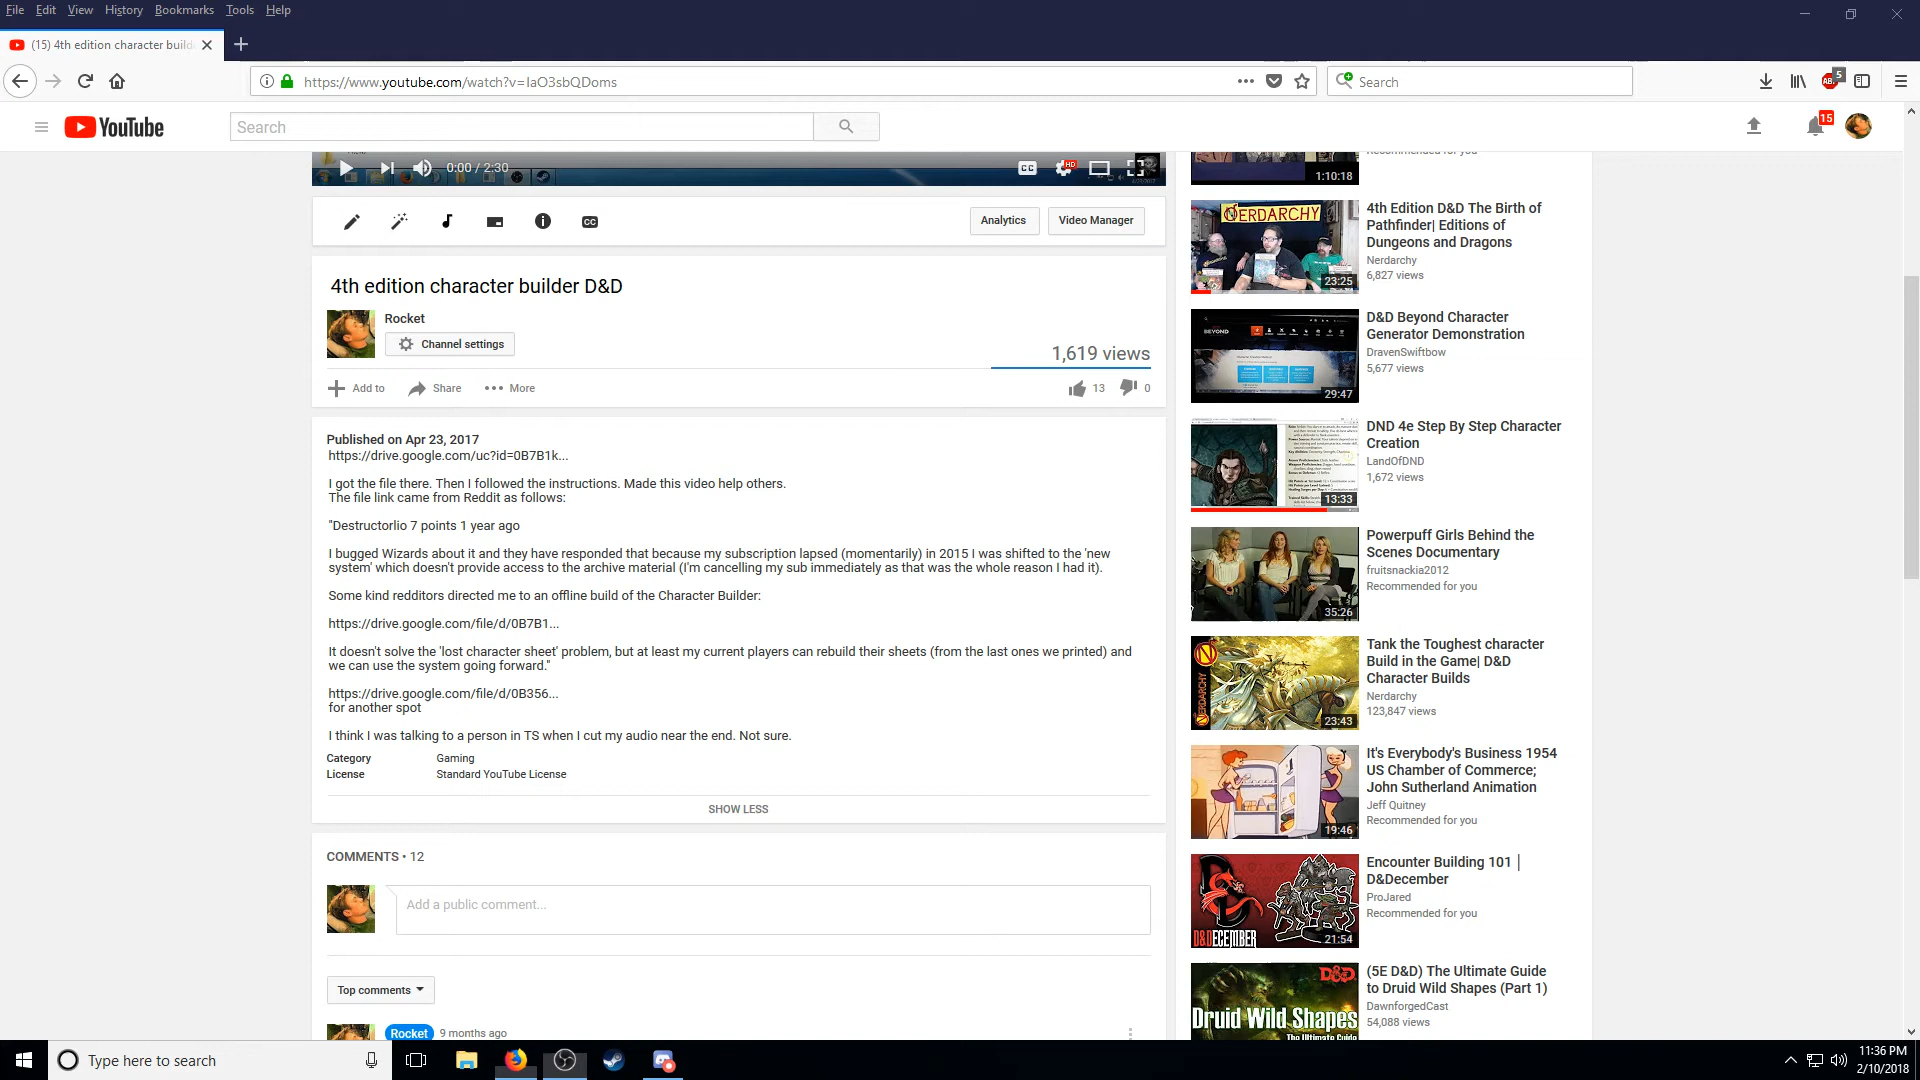 File Edit View History Bookmarks Tools Help
(15) 4th edition character build
https://www.youtube.com/watch?v=IaO3sbQDoms
Search
5
YouTube
Search
15
0:00 / 2:30
CC
HD
Analytics
Video Manager
4th edition character builder D&D
Rocket
Channel settings
1,619 views
Add to
Share
More
13
0
Published on Apr 23, 2017
https://drive.google.com/uc?id=0B7B1k...
I got the file there. Then I followed the instructions. Made this video help others.
The file link came from Reddit as follows:
"Destructorlio 7 points 1 year ago
I bugged Wizards about it and they have responded that because my subscription lapsed (momentarily) in 2015 I was shifted to the 'new
system' which doesn't provide access to the archive material (I'm cancelling my sub immediately as that was the whole reason I had it).
Some kind redditors directed me to an offline build of the Character Builder:
https://drive.google.com/file/d/0B7B1...
It doesn't solve the 'lost character sheet' problem, but at least my current players can rebuild their sheets (from the last ones we printed) and
we can use the system going forward."
https://drive.google.com/file/d/0B356...
for another spot
I think I was talking to a person in TS when I cut my audio near the end. Not sure.
Category Gaming
License Standard YouTube License
SHOW LESS
COMMENTS • 12
Add a public comment...
Top comments
Rocket 9 months ago
Recommended for you
1:10:18
NERDARCHY
23:25
4th Edition D&D The Birth of
Pathfinder| Editions of
Dungeons and Dragons
Nerdarchy
6,827 views
BEYOND
29:47
D&D Beyond Character
Generator Demonstration
DravenSwiftbow
5,677 views
13:33
DND 4e Step By Step Character
Creation
LandOfDND
1,672 views
35:26
Powerpuff Girls Behind the
Scenes Documentary
fruitsnackia2012
Recommended for you
NERDARCHY
23:43
Tank the Toughest character
Build in the Game| D&D
Character Builds
Nerdarchy
123,847 views
19:46
It's Everybody's Business 1954
US Chamber of Commerce;
John Sutherland Animation
Jeff Quitney
Recommended for you
D&DECEMBER
21:54
Encounter Building 101 │
D&December
ProJared
Recommended for you
D&D
Druid Wild Shapes
The Ultimate Guide
(5E D&D) The Ultimate Guide
to Druid Wild Shapes (Part 1)
DawnforgedCast
54,088 views
Type here to search
11:36 PM
2/10/2018